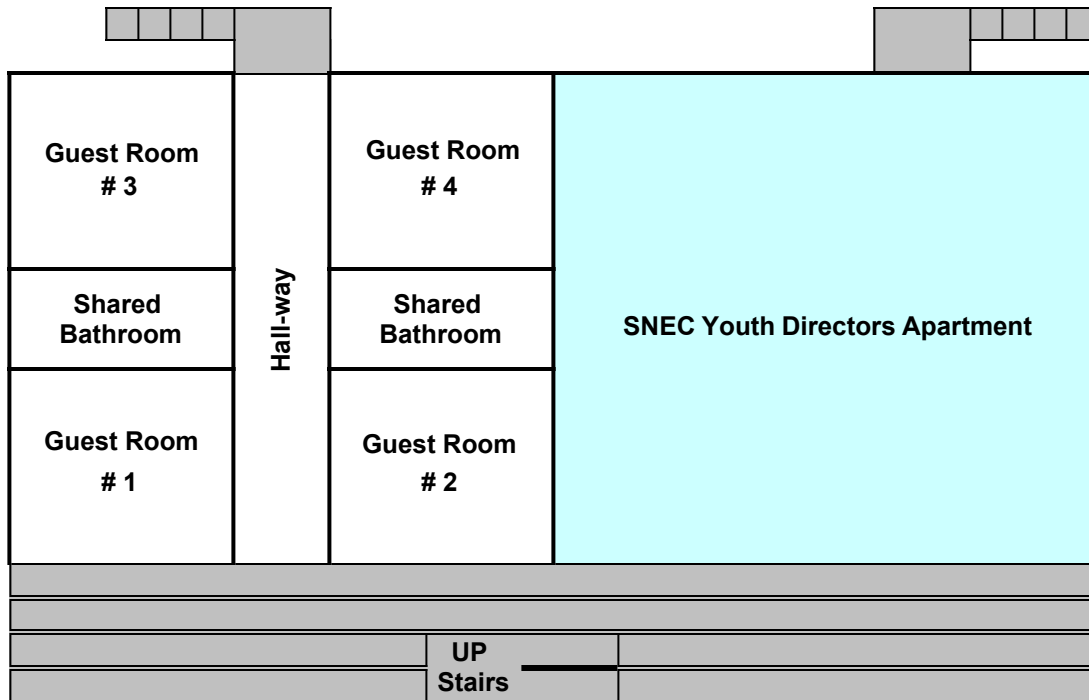 Guest Room
# 3
Guest Room
# 4
Shared
Bathroom
Hall-way
Shared
Bathroom
SNEC Youth Directors Apartment
Guest Room
# 1
Guest Room
# 2
UP
Stairs